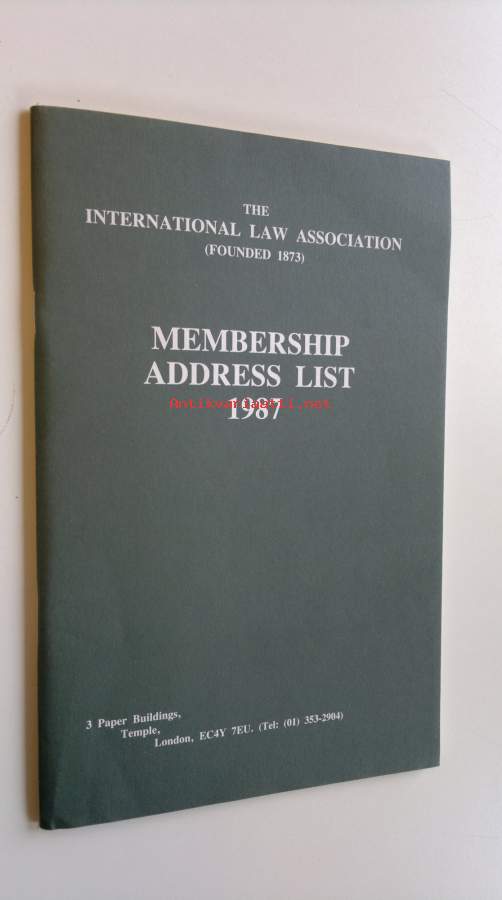 THE
INTERNATIONAL LAW ASSOCIATION
(FOUNDED 1873)
MEMBERSHIP
ADDRESS LIST
1987
Antikvariaatti.net
3 Paper Buildings,
Temple,
London, EC4Y 7EU. (Tel: (01) 353-2904)